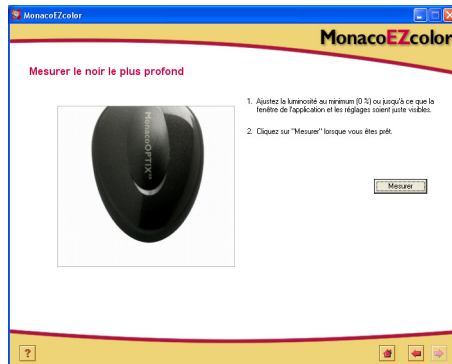 MonacoEZcolor
MonacoEZcolor
Mesurer le noir le plus profond
1. Ajustez la luminosité au minimum (0 %) ou jusqu'à ce que la
fenêtre de l'application et les réglages soient juste visibles.
2. Cliquez sur "Mesurer" lorsque vous êtes prêt.
MonacoOPTIX
Mesurer
?